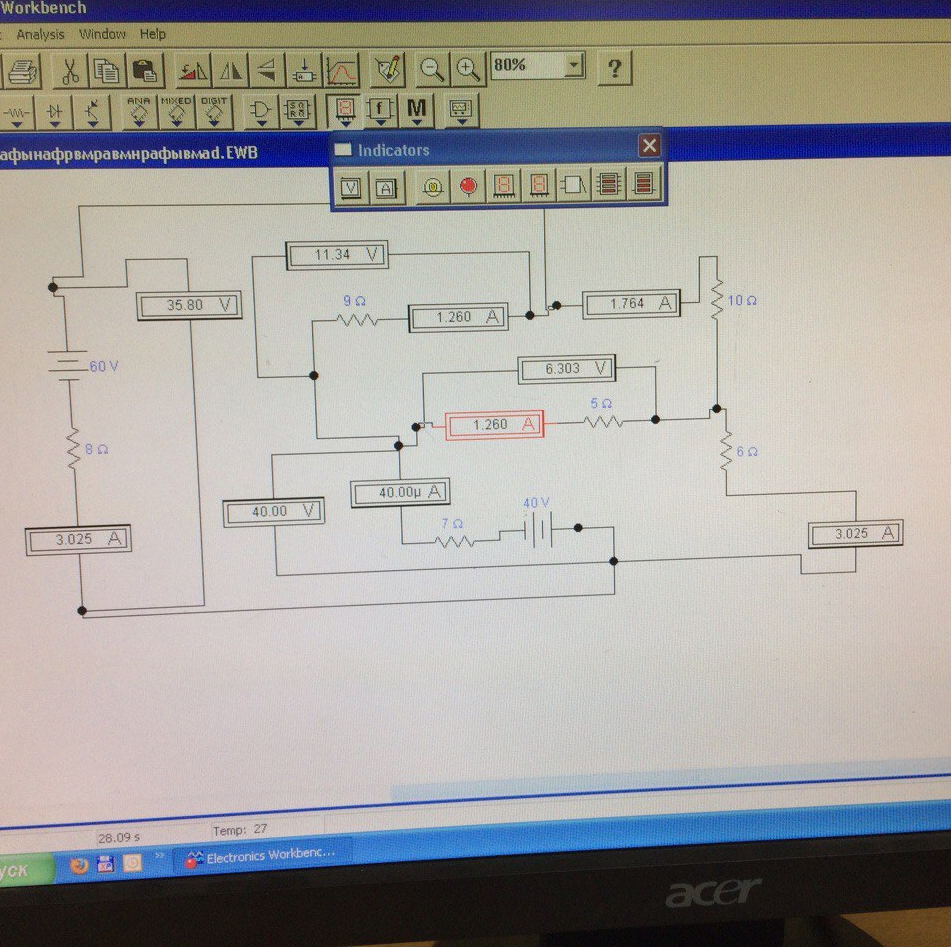 Workbench
Analysis Window Help
80%
?
ANA MIXED DIGIT
f M
афынафрвмравмнрафывмаd.EWB
Indicators
V A
11.34 V
35.80 V
9 Ω
1.260 A
1.764 A
10 Ω
60 V
6.303 V
5 Ω
1.260 A
8 Ω
6 Ω
40.00µ A
40.00 V
40 V
7 Ω
3.025 A
3.025 A
28.09 s
Temp: 27
уск
»
Electronics Workbenc...
acer